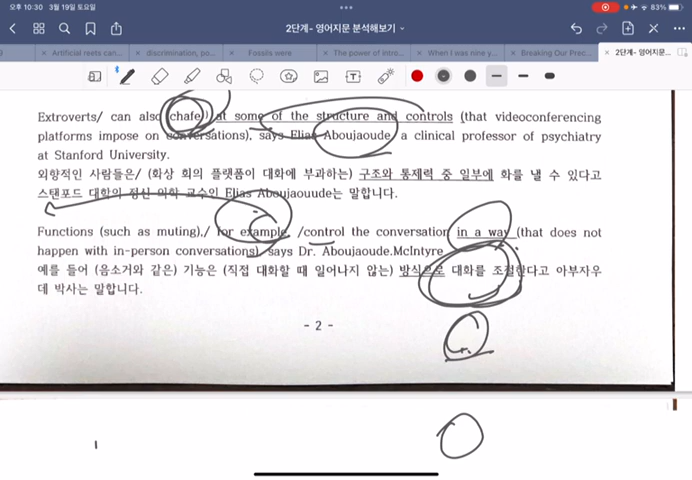 오후 10:30 3월 19일 토요일
83%
2단계- 영어지문 분석해보기
Artificial reets can...
discrimination, po...
Fossils were
The power of intro...
When I was nine y...
Breaking Our Prec...
2단계- 영어지문...
Extroverts/ can also (chafe) at some of the structure and controls (that videoconferencing
platforms impose on conversations), says Elias Aboujaoude, a clinical professor of psychiatry
at Stanford University.
외향적인 사람들은/ (화상 회의 플랫폼이 대화에 부과하는) 구조와 통제력 중 일부에 화를 낼 수 있다고
스탠포드 대학의 정신 의학 교수인 Elias Aboujaouude는 말합니다.
Functions (such as muting),/ for example, /control the conversation in a way (that does not
happen with in-person conversations), says Dr. Aboujaoude.McIntyre
예를 들어 (음소거와 같은) 기능은 (직접 대화할 때 일어나지 않는) 방식으로 대화를 조절한다고 아부자우
데 박사는 말합니다.
- 2 -